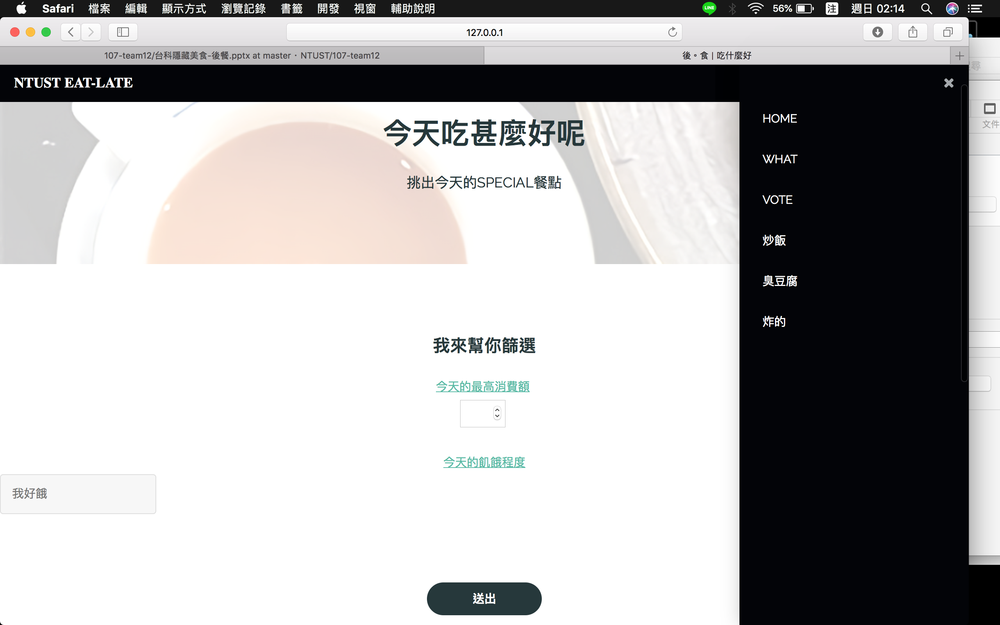 Safari 檔案 編輯 顯示方式 瀏覽記錄 書籤 開發 視窗 輔助說明 LINE 56% 注 週日 02:14
127.0.0.1
107-team12/台科隱藏美食-後餐.pptx at master · NTUST/107-team12
後。食 | 吃什麼好
尋
NTUST EAT-LATE
文件
今天吃甚麼好呢
挑出今天的SPECIAL餐點
HOME
WHAT
VOTE
炒飯
臭豆腐
炸的
我來幫你篩選
今天的最高消費額
今天的飢餓程度
我好餓
送出